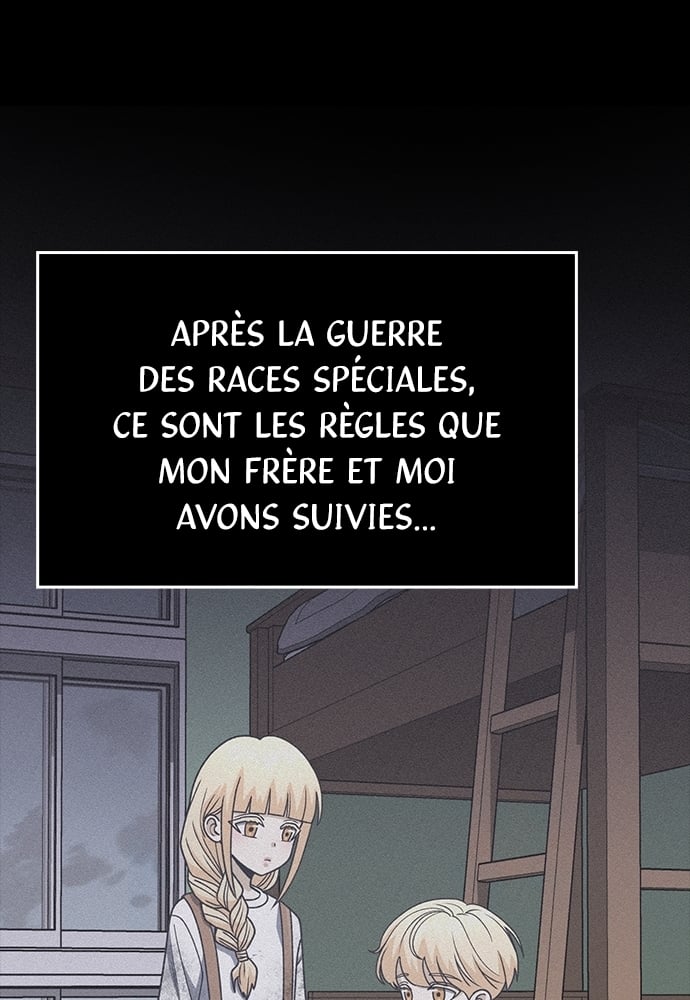 APRÈS LA GUERRE
DES RACES SPÉCIALES,
CE SONT LES RÈGLES QUE
MON FRÈRE ET MOI
AVONS SUIVIES...